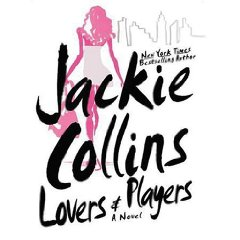 Jackie
New York Times
Bestselling Author
Collins
Lovers & Players
A Novel